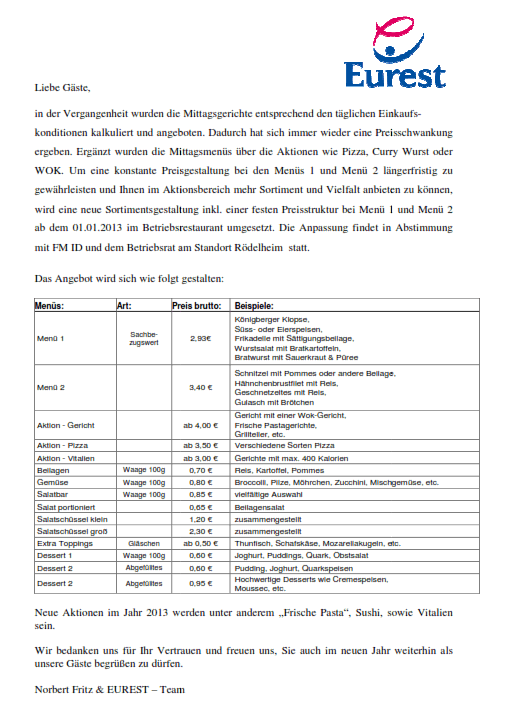 Eurest
Liebe Gäste,
in der Vergangenheit wurden die Mittagsgerichte entsprechend den täglichen Einkaufs-
konditionen kalkuliert und angeboten. Dadurch hat sich immer wieder eine Preisschwankung
ergeben. Ergänzt wurden die Mittagsmenüs über die Aktionen wie Pizza, Curry Wurst oder
WOK. Um eine konstante Preisgestaltung bei den Menüs 1 und Menü 2 längerfristig zu
gewährleisten und Ihnen im Aktionsbereich mehr Sortiment und Vielfalt anbieten zu können,
wird eine neue Sortimentsgestaltung inkl. einer festen Preisstruktur bei Menü 1 und Menü 2
ab dem 01.01.2013 im Betriebsrestaurant umgesetzt. Die Anpassung findet in Abstimmung
mit FM ID und dem Betriebsrat am Standort Rödelheim statt.
Das Angebot wird sich wie folgt gestalten:
Menüs: Art: Preis brutto: Beispiele:
Menü 1 Sachbe-zugswert 2,93€ Königberger Klopse,
Süss- oder Eierspeisen,
Frikadelle mit Sättigungsbeilage,
Wurstsalat mit Bratkartoffeln,
Bratwurst mit Sauerkraut & Püree
Menü 2 3,40 € Schnitzel mit Pommes oder andere Beilage,
Hähnchenbrustfilet mit Reis,
Geschnetzeltes mit Reis,
Gulasch mit Brötchen
Aktion - Gericht ab 4,00 € Gericht mit einer Wok-Gericht,
Frische Pastagerichte,
Grillteller, etc.
Aktion - Pizza ab 3,50 € Verschiedene Sorten Pizza
Aktion - Vitalien ab 3,00 € Gerichte mit max. 400 Kalorien
Beilagen Waage 100g 0,70 € Reis, Kartoffel, Pommes
Gemüse Waage 100g 0,80 € Broccoili, Pilze, Möhrchen, Zucchini, Mischgemüse, etc.
Salatbar Waage 100g 0,85 € vielfältige Auswahl
Salat portioniert 0,65 € Beilagensalat
Salatschüssel klein 1,20 € zusammengestellt
Salatschüssel groß 2,30 € zusammengestellt
Extra Toppings Gläschen ab 0,50 € Thunfisch, Schafskäse, Mozarellakugeln, etc.
Dessert 1 Waage 100g 0,60 € Joghurt, Puddings, Quark, Obstsalat
Dessert 2 Abgefülltes 0,60 € Pudding, Joghurt, Quarkspeisen
Dessert 2 Abgefülltes 0,95 € Hochwertige Desserts wie Cremespeisen,
Moussec, etc.
Neue Aktionen im Jahr 2013 werden unter anderem „Frische Pasta“, Sushi, sowie Vitalien
sein.
Wir bedanken uns für Ihr Vertrauen und freuen uns, Sie auch im neuen Jahr weiterhin als
unsere Gäste begrüßen zu dürfen.
Norbert Fritz & EUREST – Team